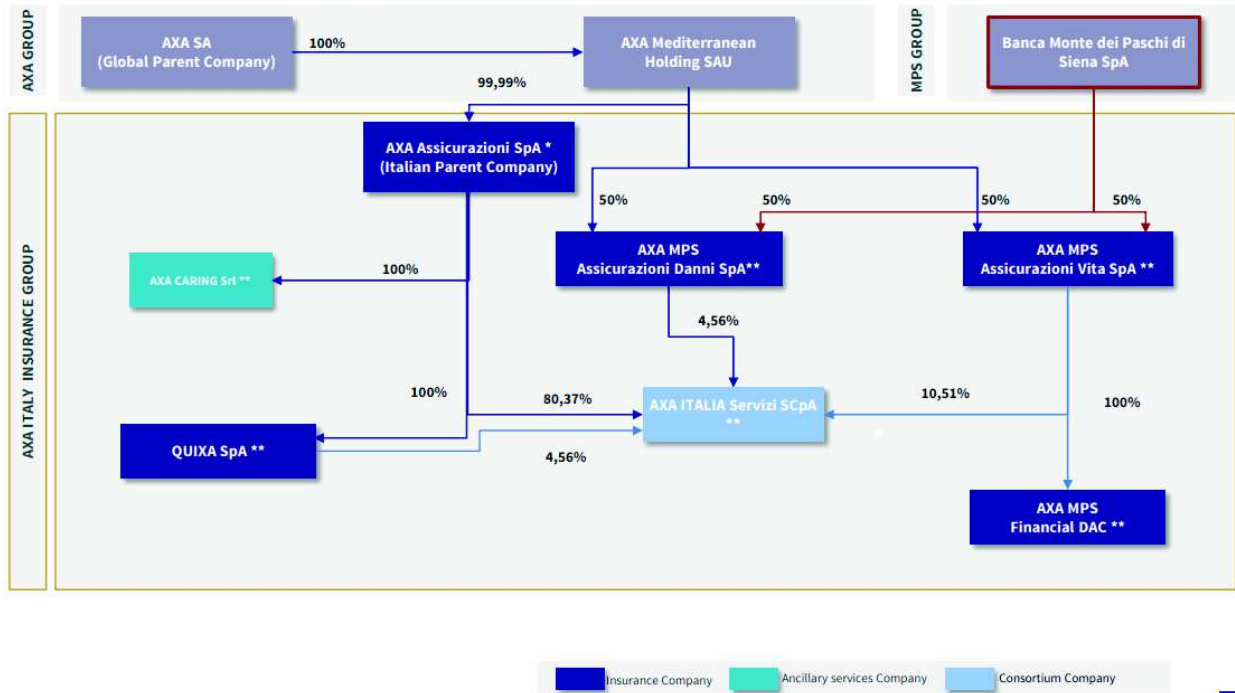 AXA GROUP
AXA SA
(Global Parent Company)
100%
AXA Mediterranean
Holding SAU
MPS GROUP
Banca Monte dei Paschi di
Siena SpA
99,99%
AXA ITALY INSURANCE GROUP
AXA Assicurazioni SpA *
(Italian Parent Company)
50%
50%
50%
50%
AXA MPS
Assicurazioni Danni SpA**
AXA MPS
Assicurazioni Vita SpA **
AXA CARING Srl **
100%
4,56%
100%
80,37%
AXA ITALIA Servizi SCpA
**
10,51%
100%
QUIXA SpA **
4,56%
AXA MPS
Financial DAC **
Insurance Company
Ancillary services Company
Consortium Company